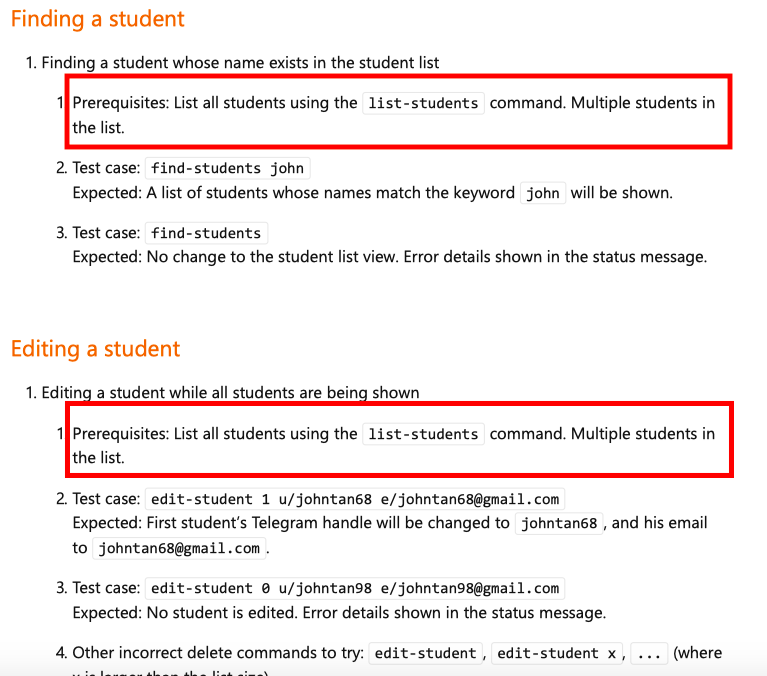 Finding a student
1. Finding a student whose name exists in the student list
1 Prerequisites: List all students using the list-students command. Multiple students in
the list.
2. Test case: find-students john
Expected: A list of students whose names match the keyword john will be shown.
3. Test case: find-students
Expected: No change to the student list view. Error details shown in the status message.
Editing a student
1. Editing a student while all students are being shown
1 Prerequisites: List all students using the list-students command. Multiple students in
the list.
2. Test case: edit-student 1 u/johntan68 e/johntan68@gmail.com
Expected: First student’s Telegram handle will be changed to johntan68, and his email
to johntan68@gmail.com.
3. Test case: edit-student 0 u/johntan98 e/johntan98@gmail.com
Expected: No student is edited. Error details shown in the status message.
4. Other incorrect delete commands to try: edit-student, edit-student x, ... (where
x is larger than the list size)